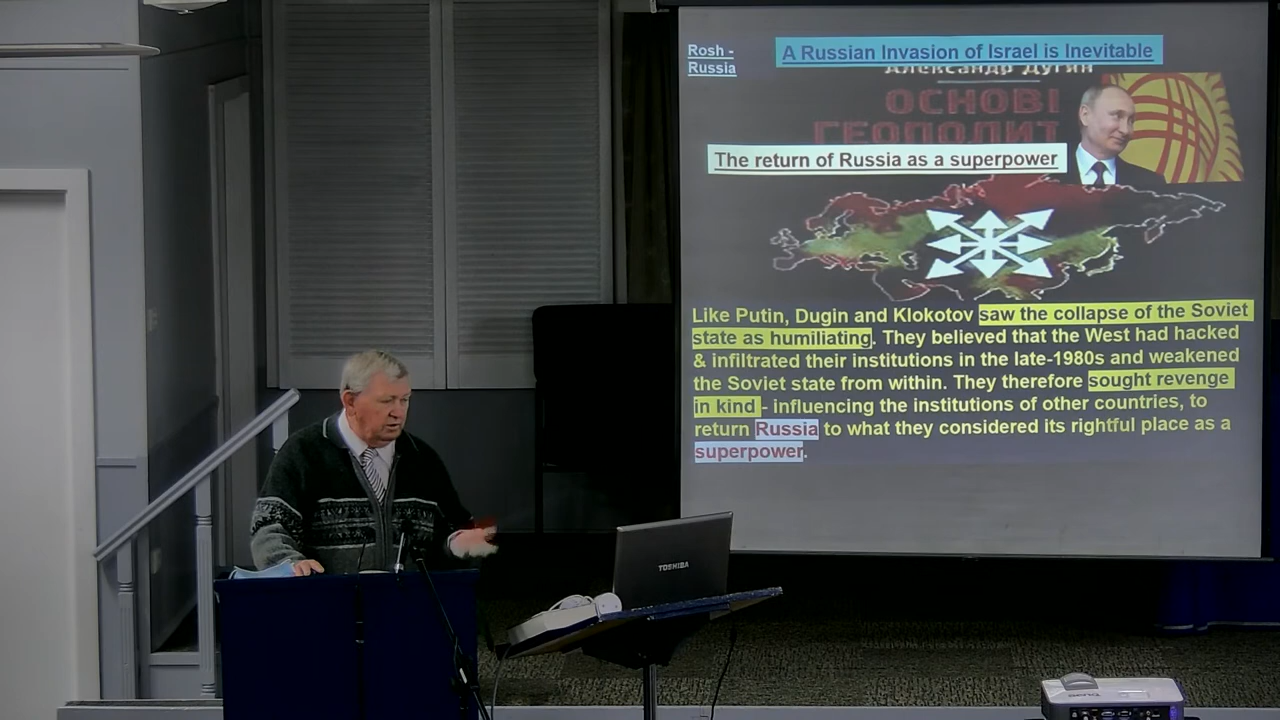 Rosh -
Russia
A Russian Invasion of Israel is Inevitable
Александр Дугин
ОСНОВІ
ГЕОПОЛИТ
The return of Russia as a superpower
Like Putin, Dugin and Klokotov saw the collapse of the Soviet
state as humiliating. They believed that the West had hacked
& infiltrated their institutions in the late-1980s and weakened
the Soviet state from within. They therefore sought revenge
in kind - influencing the institutions of other countries, to
return Russia to what they considered its rightful place as a
superpower.
TOSHIBA